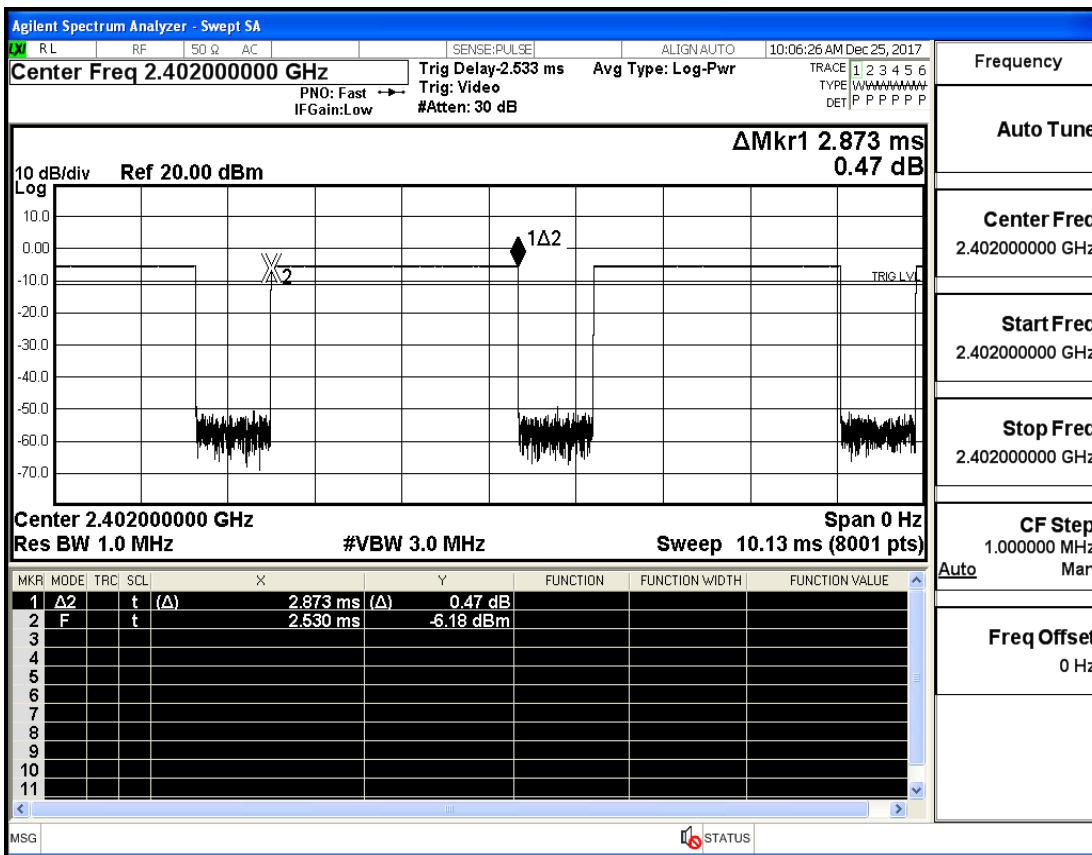 Agilent Spectrum Analyzer - Swept SA
LXI RL RF 50 Ω AC SENSE:PULSE ALIGN AUTO 10:06:26 AM Dec 25, 2017
Center Freq 2.402000000 GHz
PNO: Fast
IFGain:Low
Trig Delay-2.533 ms
Trig: Video
#Atten: 30 dB
Avg Type: Log-Pwr
TRACE 1 2 3 4 5 6
TYPE WWWWWW
DET P P P P P P
ΔMkr1 2.873 ms
0.47 dB
10 dB/div Ref 20.00 dBm
Log
10.0
0.00
-10.0
-20.0
-30.0
-40.0
-50.0
-60.0
-70.0
1Δ2
2
TRIG LVL
Center 2.402000000 GHz Span 0 Hz
Res BW 1.0 MHz #VBW 3.0 MHz Sweep 10.13 ms (8001 pts)
MKR MODE TRC SCL X Y FUNCTION FUNCTION WIDTH FUNCTION VALUE
1 Δ2 t (Δ) 2.873 ms (Δ) 0.47 dB
2 F t 2.530 ms -6.18 dBm
3
4
5
6
7
8
9
10
11
MSG STATUS
Frequency
Auto Tune
Center Freq
2.402000000 GHz
Start Freq
2.402000000 GHz
Stop Freq
2.402000000 GHz
CF Step
1.000000 MHz
Auto Man
Freq Offset
0 Hz